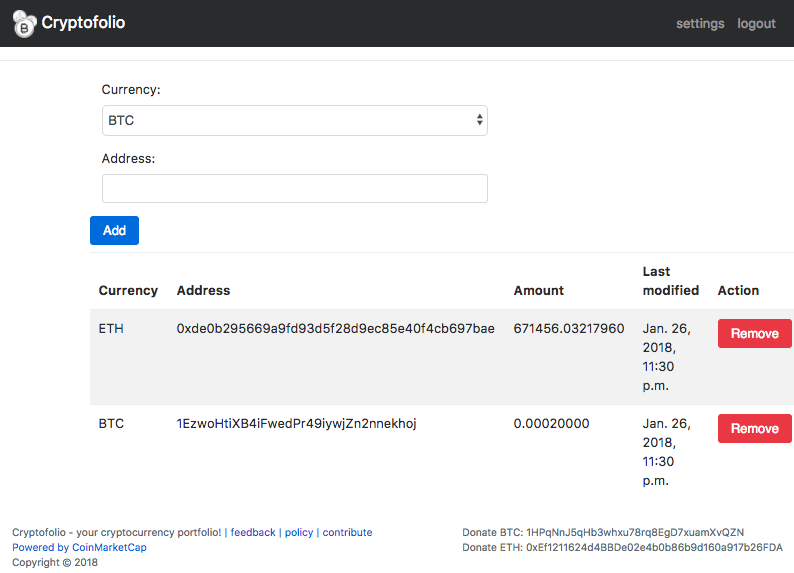 Cryptofolio
settings logout
Currency:
BTC
Address:
Add
Currency Address Amount Last modified Action
ETH 0xde0b295669a9fd93d5f28d9ec85e40f4cb697bae 671456.03217960 Jan. 26, 2018, 11:30 p.m. Remove
BTC 1EzwoHtiXB4iFwedPr49iywjZn2nnekhoj 0.00020000 Jan. 26, 2018, 11:30 p.m. Remove
Cryptofolio - your cryptocurrency portfolio! | feedback | policy | contribute
Powered by CoinMarketCap
Copyright © 2018
Donate BTC: 1HPqNnJ5qHb3whxu78rq8EgD7xuamXvQZN
Donate ETH: 0xEf1211624d4BBDe02e4b0b86b9d160a917b26FDA